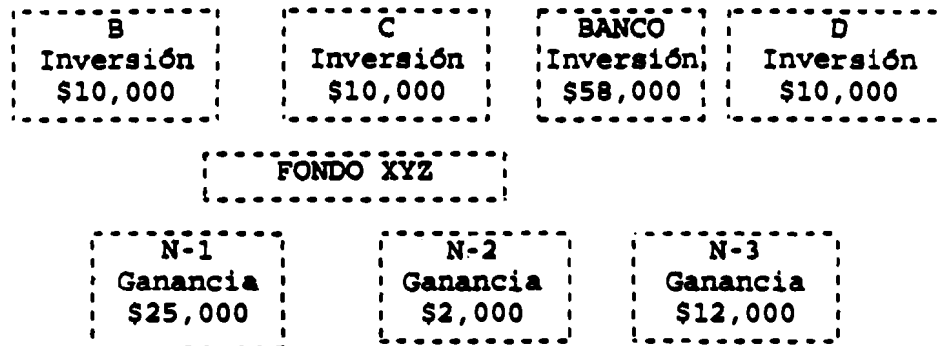 B C BANCO D
Inversión Inversión Inversión Inversión
$10,000 $10,000 $58,000 $10,000
FONDO XYZ
N-1 N-2 N-3
Ganancia Ganancia Ganancia
$25,000 $2,000 $12,000